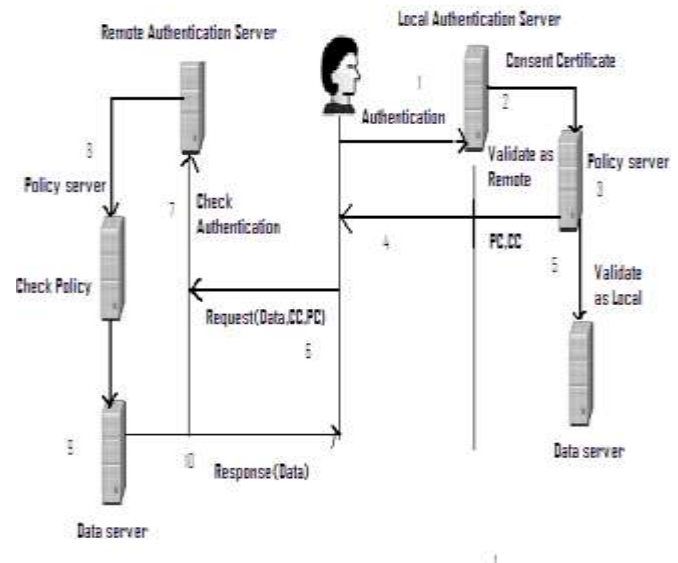 Local Authentication Server
Remote Authentication Server
Consent Certificate
1
2
Authentication
8
Validate as
Remote
Policy server
3
Policy server
7
Check
Authentication
4
PC,CC
5
Validate
as Local
Check Policy
Request(Data,CC,PC)
6
9
10
Response(Data)
Data server
Data server